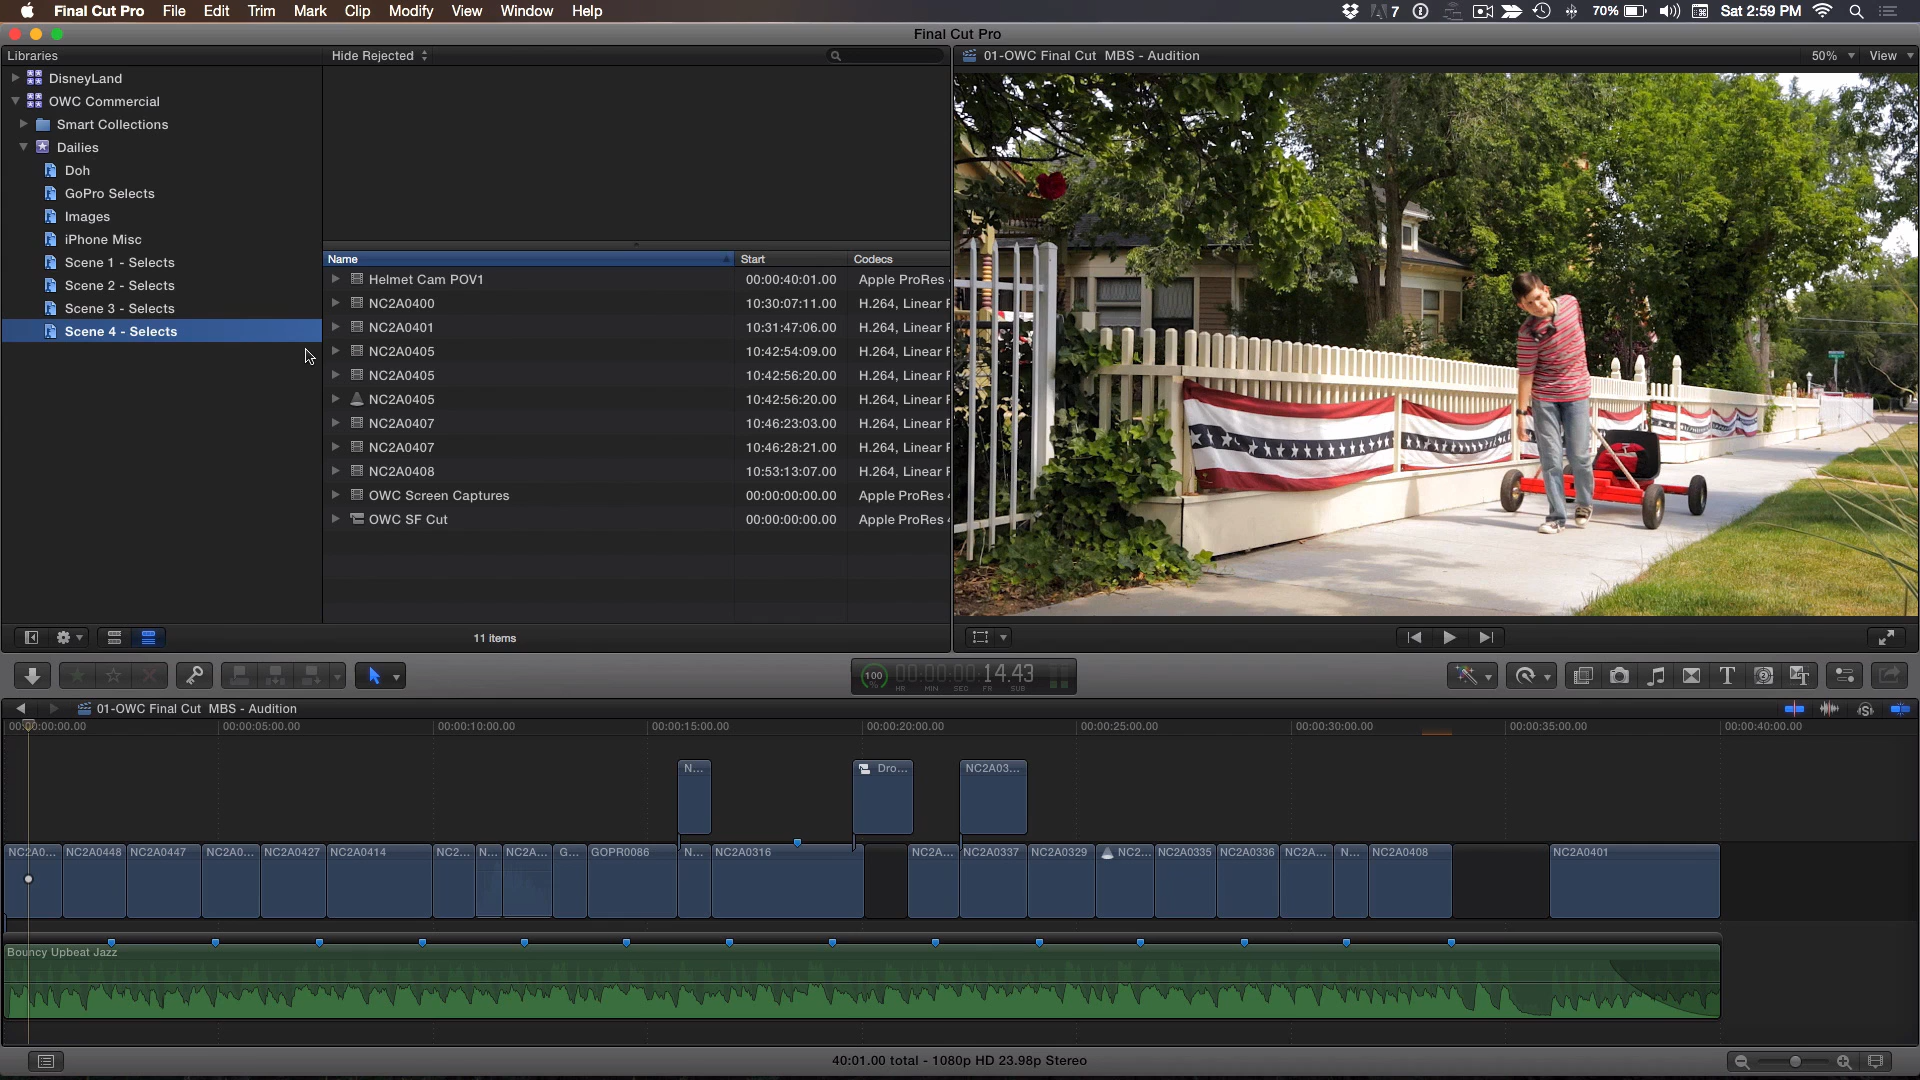 Final Cut Pro File Edit Trim Mark Clip Modify View Window Help 7 70% Sat 2:59 PM
Final Cut Pro
Libraries
Hide Rejected
01-OWC Final Cut MBS - Audition
50%
View
DisneyLand
OWC Commercial
Smart Collections
Dailies
Doh
GoPro Selects
Images
iPhone Misc
Scene 1 - Selects
Scene 2 - Selects
Scene 3 - Selects
Scene 4 - Selects
Name Start Codecs
Helmet Cam POV1 00:00:40:01.00 Apple ProRes
NC2A0400 10:30:07:11.00 H.264, Linear
NC2A0401 10:31:47:06.00 H.264, Linear
NC2A0405 10:42:54:09.00 H.264, Linear
NC2A0405 10:42:56:20.00 H.264, Linear
NC2A0405 10:42:56:20.00 H.264, Linear
NC2A0407 10:46:23:03.00 H.264, Linear
NC2A0407 10:46:28:21.00 H.264, Linear
NC2A0408 10:53:13:07.00 H.264, Linear
OWC Screen Captures 00:00:00:00.00 Apple ProRes
OWC SF Cut 00:00:00:00.00 Apple ProRes
11 items
100 % 00:00:00:00:14.43
HR MIN SEC FR SUB
01-OWC Final Cut MBS - Audition
00:00:00:00.00 00:00:05:00.00 00:00:10:00.00 00:00:15:00.00 00:00:20:00.00 00:00:25:00.00 00:00:30:00.00 00:00:35:00.00 00:00:40:00.00
N... Dro... NC2A03...
NC2A0... NC2A0448 NC2A0447 NC2A0... NC2A0427 NC2A0414 NC2... N... NC2A... G... GOPR0086 N... NC2A0316 NC2A... NC2A0337 NC2A0329 NC2... NC2A0335 NC2A0336 NC2A... N... NC2A0408 NC2A0401
Bouncy Upbeat Jazz
40:01.00 total - 1080p HD 23.98p Stereo